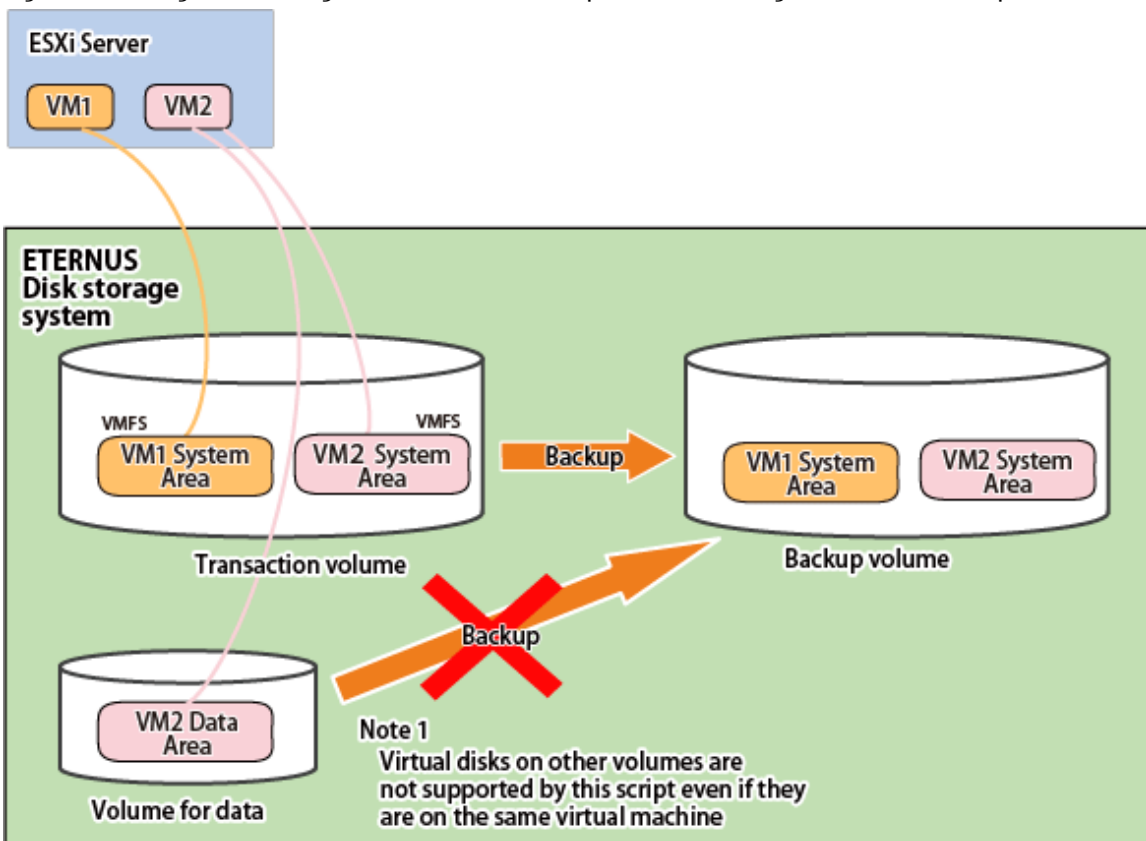 ESXi Server
VM1
VM2
ETERNUS
Disk storage
system
VMFS
VMFS
VM1 System
Area
VM2 System
Area
Backup
VM1 System
Area
VM2 System
Area
Transaction volume
Backup volume
Backup
VM2 Data
Area
Volume for data
Note 1
Virtual disks on other volumes are
not supported by this script even if they
are on the same virtual machine